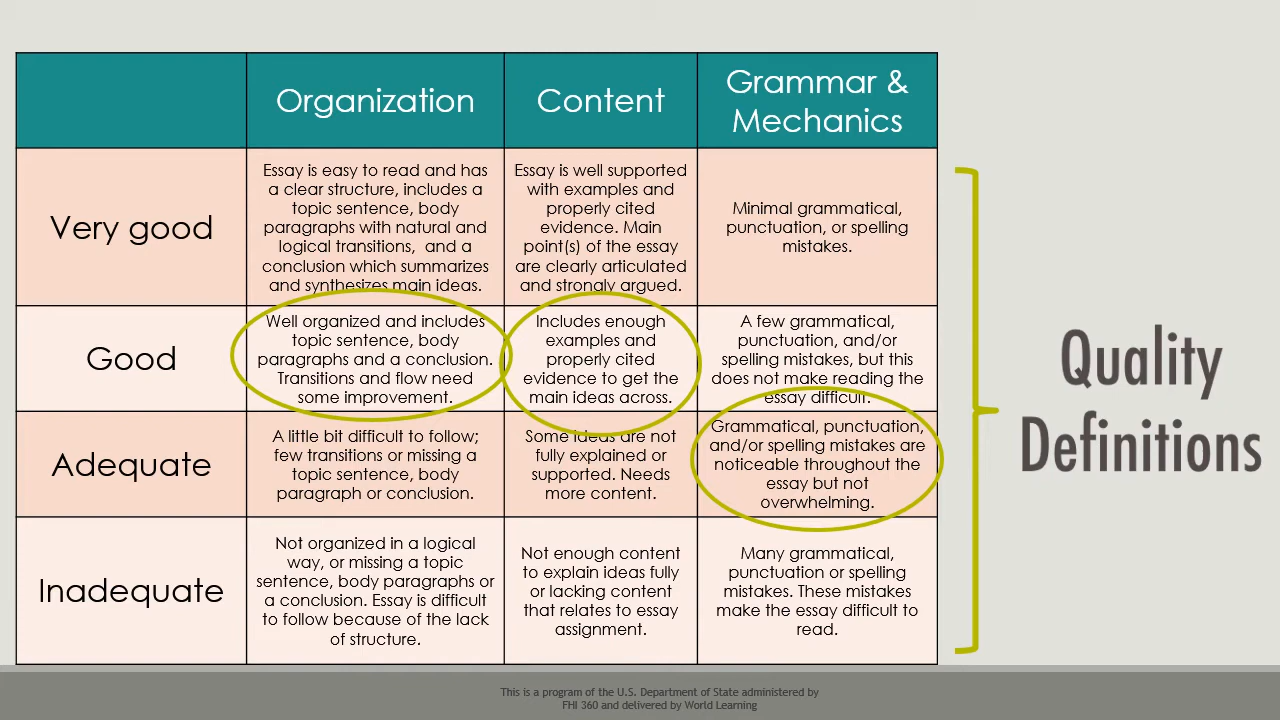 Organization
Content
Grammar &
Mechanics
Very good
Essay is easy to read and has
a clear structure, includes a
topic sentence, body
paragraphs with natural and
logical transitions, and a
conclusion which summarizes
and synthesizes main ideas.
Essay is well supported
with examples and
properly cited
evidence. Main
point(s) of the essay
are clearly articulated
and strongly argued.
Minimal grammatical,
punctuation, or spelling
mistakes.
Good
Well organized and includes
topic sentence, body
paragraphs and a conclusion.
Transitions and flow need
some improvement.
Includes enough
examples and
properly cited
evidence to get the
main ideas across.
A few grammatical,
punctuation, and/or
spelling mistakes, but this
does not make reading the
essay difficult.
Adequate
A little bit difficult to follow;
few transitions or missing a
topic sentence, body
paragraph or conclusion.
Some ideas are not
fully explained or
supported. Needs
more content.
Grammatical, punctuation,
and/or spelling mistakes are
noticeable throughout the
essay but not
overwhelming.
Inadequate
Not organized in a logical
way, or missing a topic
sentence, body paragraphs or
a conclusion. Essay is difficult
to follow because of the lack
of structure.
Not enough content
to explain ideas fully
or lacking content
that relates to essay
assignment.
Many grammatical,
punctuation or spelling
mistakes. These mistakes
make the essay difficult to
read.
Quality
Definitions
This is a program of the U.S. Department of State administered by
FHI 360 and delivered by World Learning